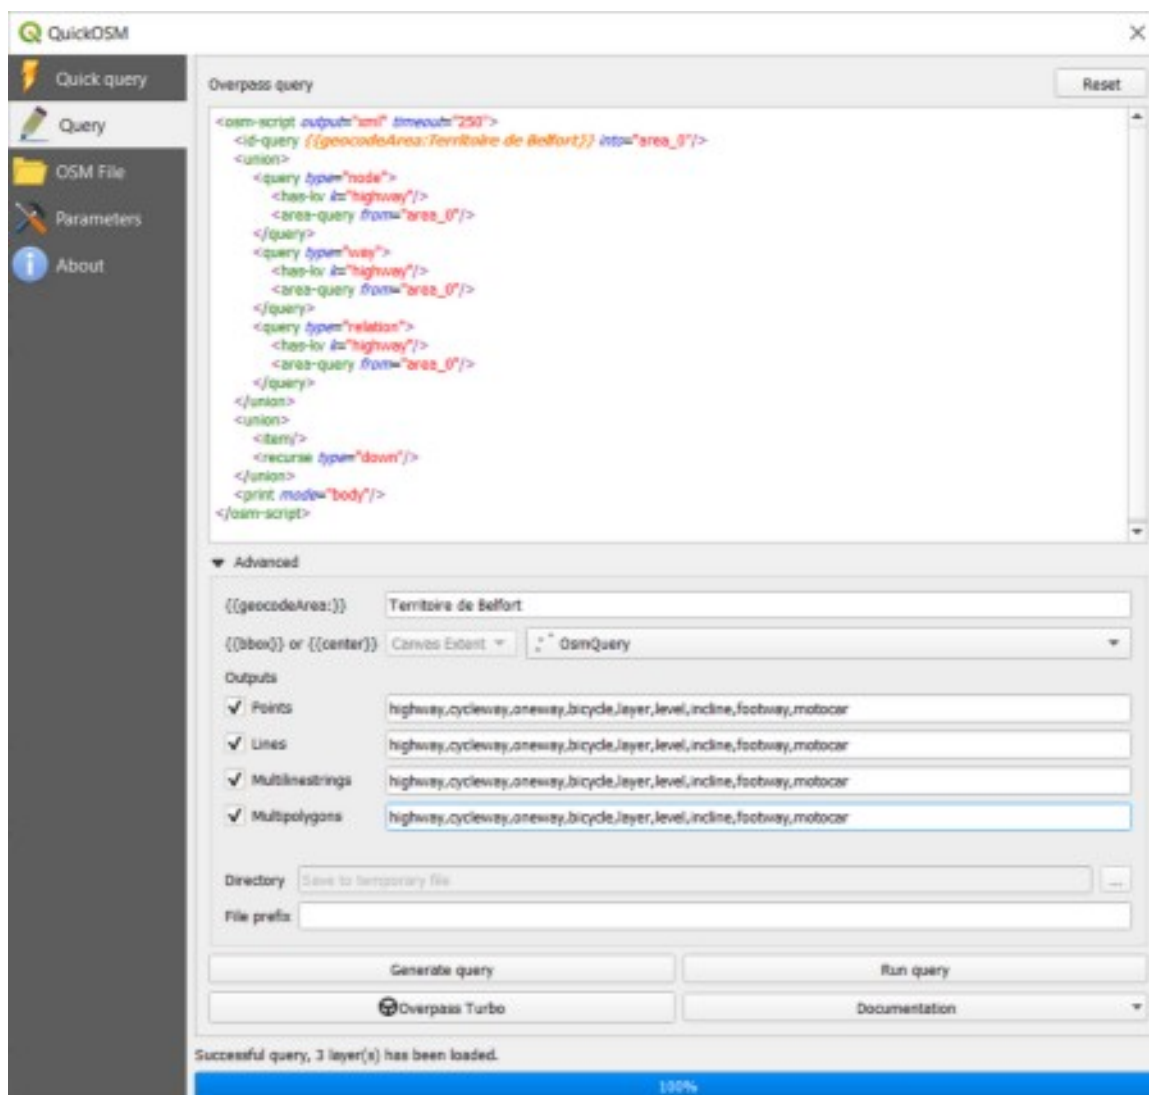 QuickOSM
Quick query
Query
OSM File
Parameters
About
Overpass query
Reset
<osm-script output="xml" timeout="250">
<id-query {{geocodeArea:Territoire de Belfort}} into="area_0"/>
<union>
<query type="node">
<has-kv k="highway"/>
<area-query from="area_0"/>
</query>
<query type="way">
<has-kv k="highway"/>
<area-query from="area_0"/>
</query>
<query type="relation">
<has-kv k="highway"/>
<area-query from="area_0"/>
</query>
</union>
<union>
<item/>
<recurse type="down"/>
</union>
<print mode="body"/>
</osm-script>
Advanced
{{geocodeArea:}} Territoire de Belfort
{{bbox}} or {{center}} Canvas Extent OsmQuery
Outputs
Points highway,cycleway,oneway,bicycle,layer,level,incline,footway,motocar
Lines highway,cycleway,oneway,bicycle,layer,level,incline,footway,motocar
Multilinestrings highway,cycleway,oneway,bicycle,layer,level,incline,footway,motocar
Multipolygons highway,cycleway,oneway,bicycle,layer,level,incline,footway,motocar
Directory Save to temporary file ...
File prefix
Generate query Run query
Overpass Turbo Documentation
Successful query, 3 layer(s) has been loaded.
100%